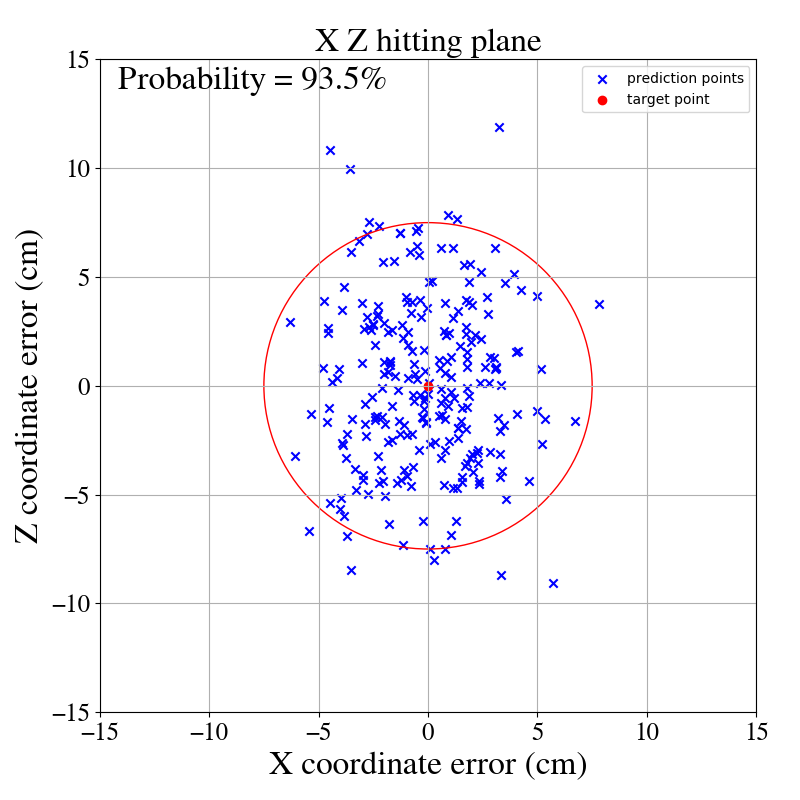 X Z hitting plane
Probability = 93.5%
prediction points
target point
Z coordinate error (cm)
15
10
5
0
−5
−10
−15
−15
−10
−5
0
5
10
15
X coordinate error (cm)